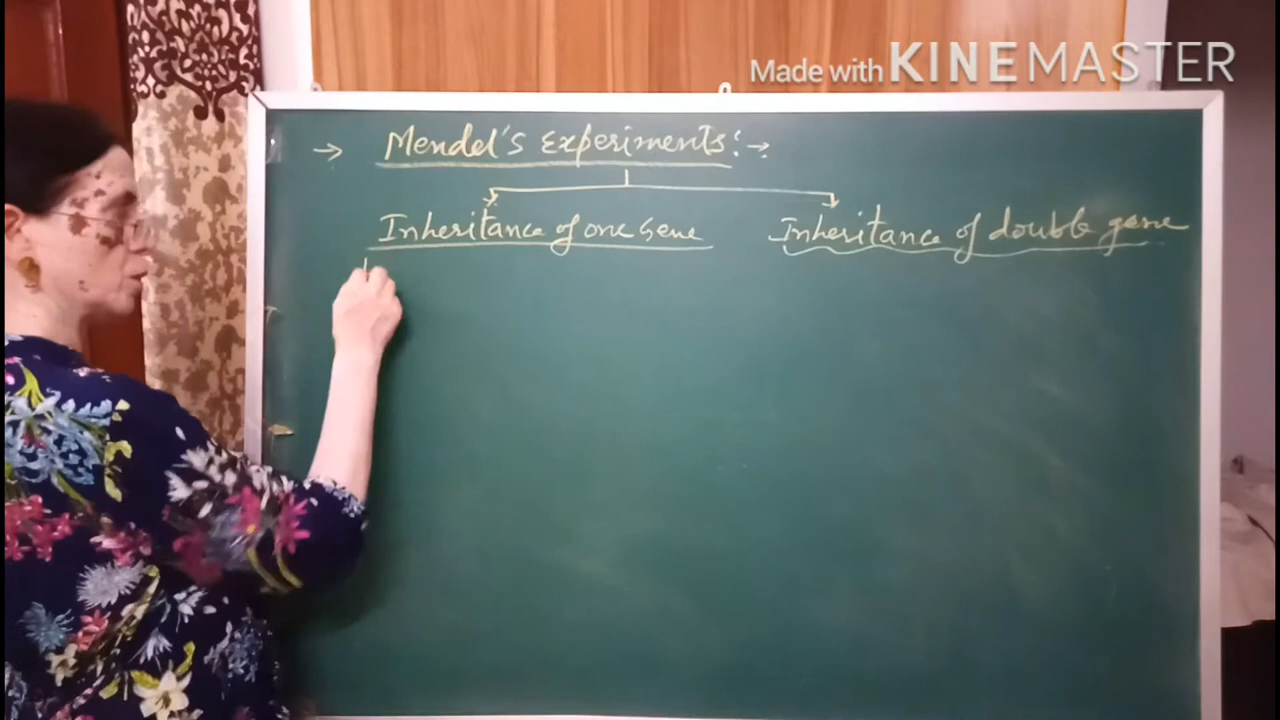 Made with KINEMASTER
→ Mendel's Experiments:→
Inheritance of one Gene
Inheritance of double gene